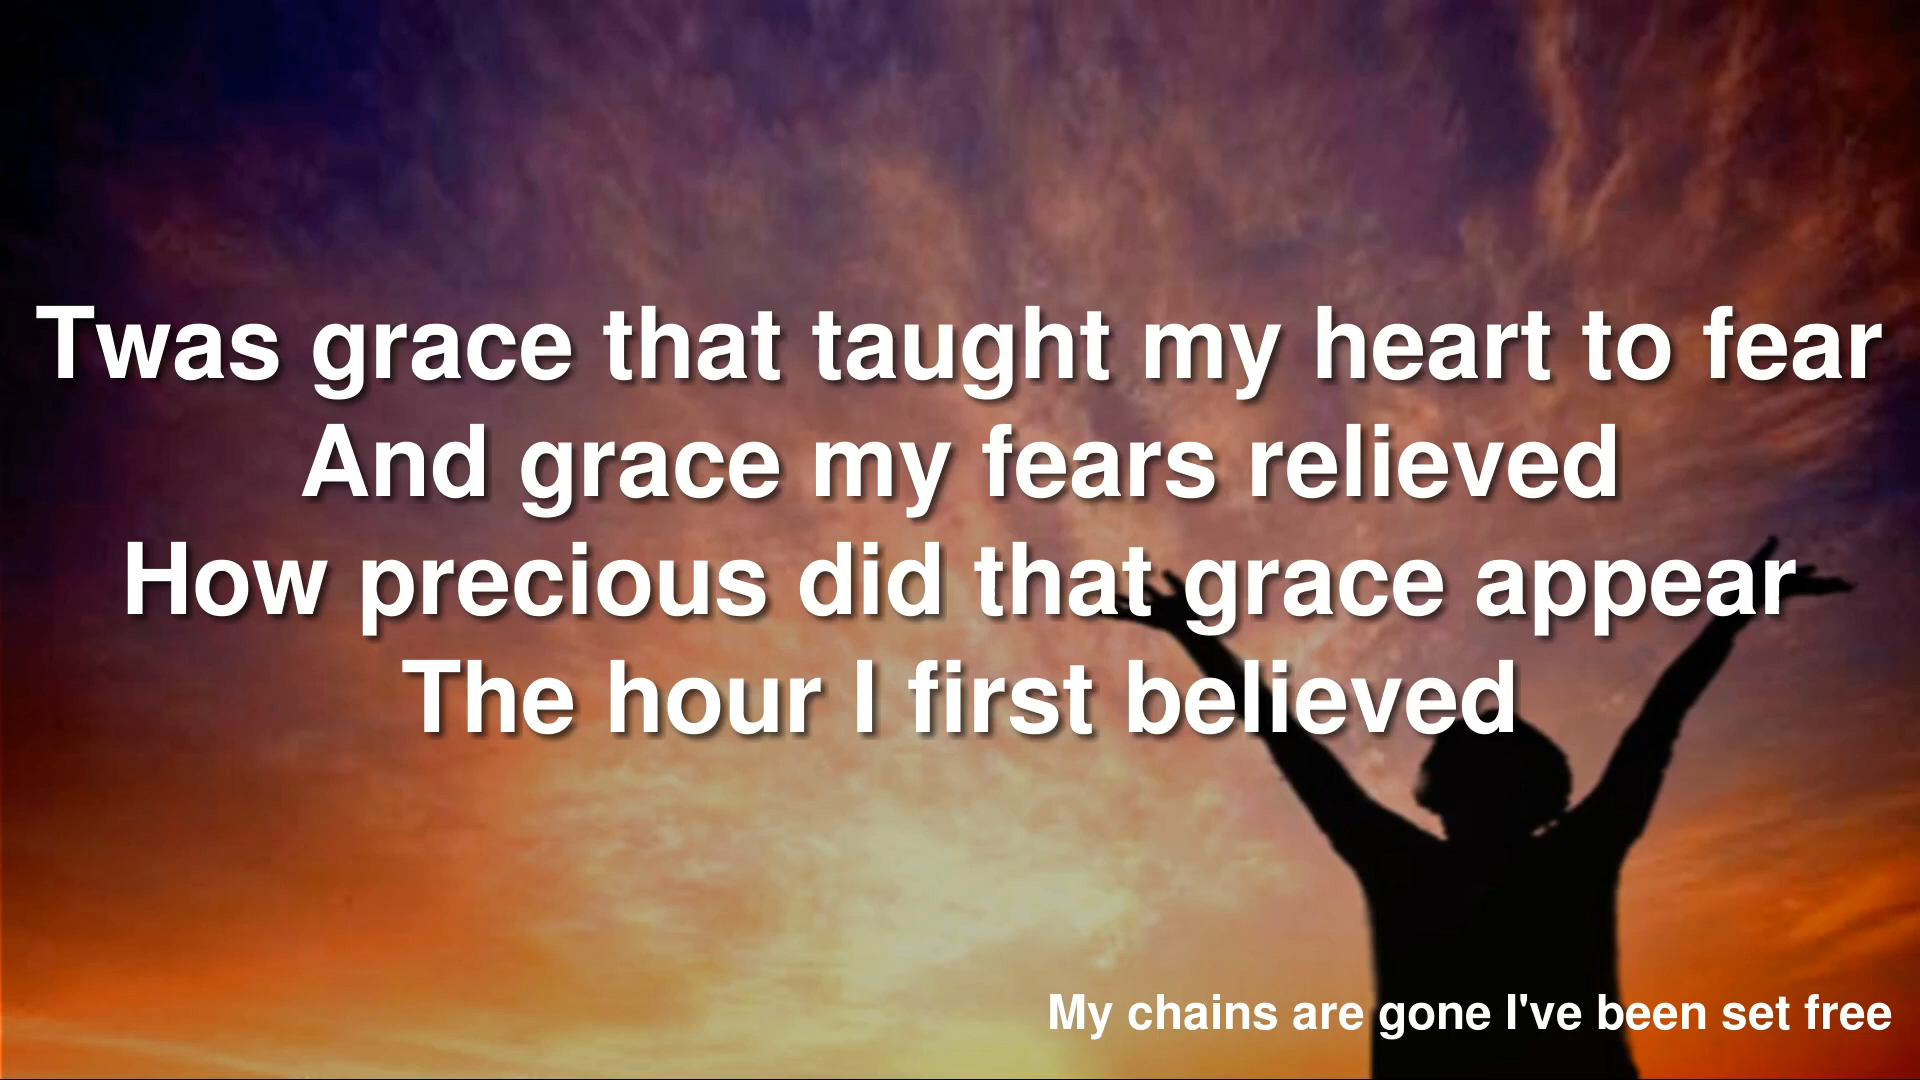 Twas grace that taught my heart to fear
And grace my fears relieved
How precious did that grace appear
The hour I first believed
My chains are gone I've been set free